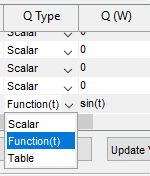 Q Type Q (W)
Scalar 0
Scalar 0
Scalar 0
Scalar 0
Function(t) sin(t)
Scalar
Function(t)
Table
Update